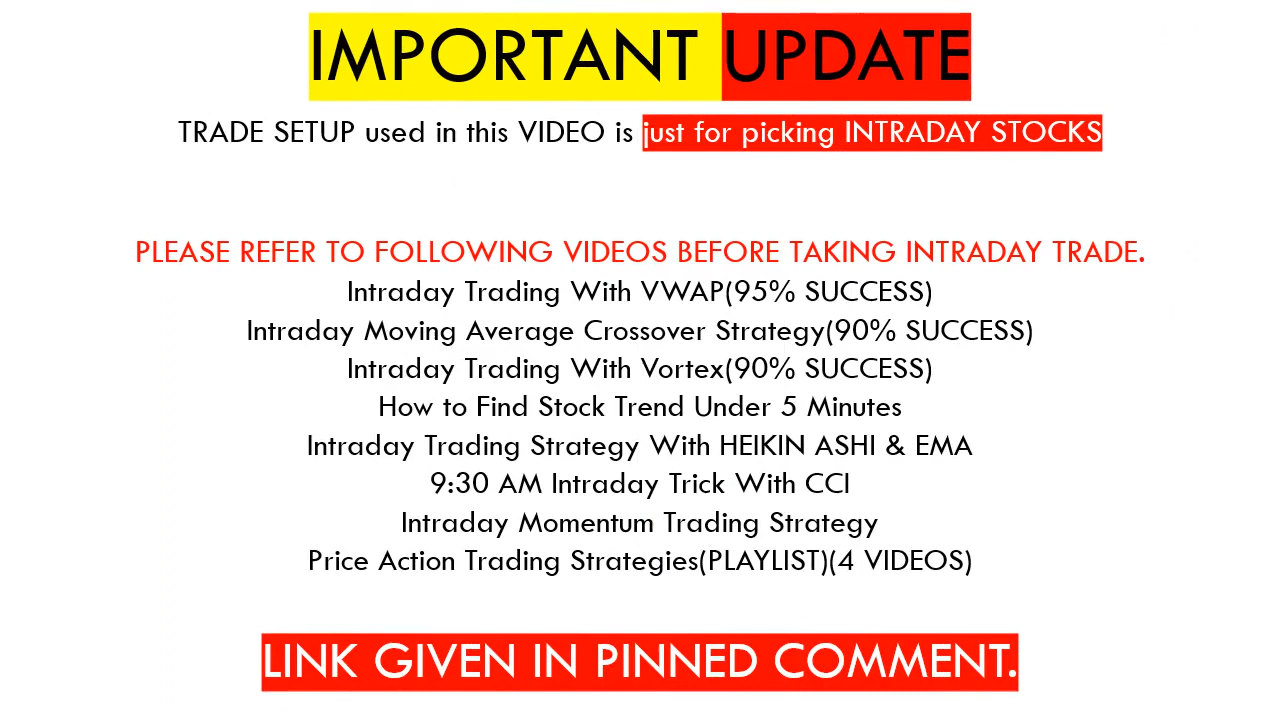 IMPORTANT UPDATE
TRADE SETUP used in this VIDEO is just for picking INTRADAY STOCKS
PLEASE REFER TO FOLLOWING VIDEOS BEFORE TAKING INTRADAY TRADE.
Intraday Trading With VWAP(95% SUCCESS)
Intraday Moving Average Crossover Strategy(90% SUCCESS)
Intraday Trading With Vortex(90% SUCCESS)
How to Find Stock Trend Under 5 Minutes
Intraday Trading Strategy With HEIKIN ASHI & EMA
9:30 AM Intraday Trick With CCI
Intraday Momentum Trading Strategy
Price Action Trading Strategies(PLAYLIST)(4 VIDEOS)
LINK GIVEN IN PINNED COMMENT.